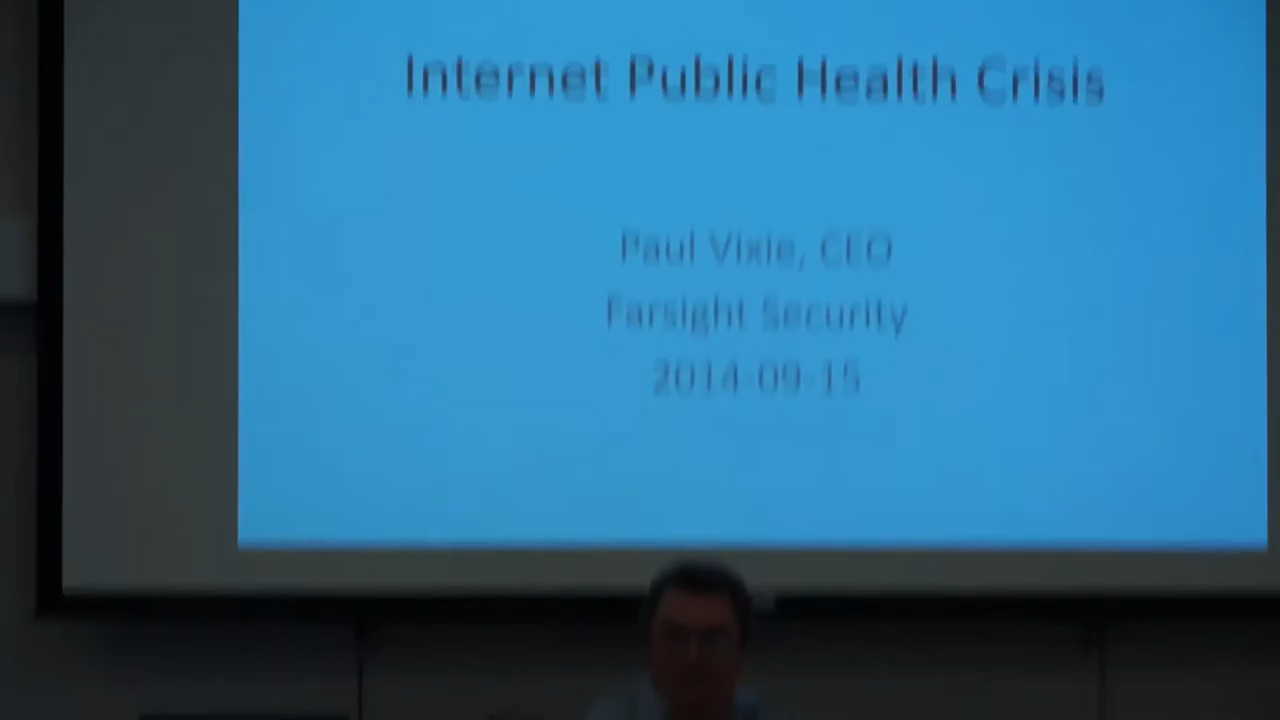 Internet Public Health Crisis
Paul Vixie, CEO
Farsight Security
2014-09-15